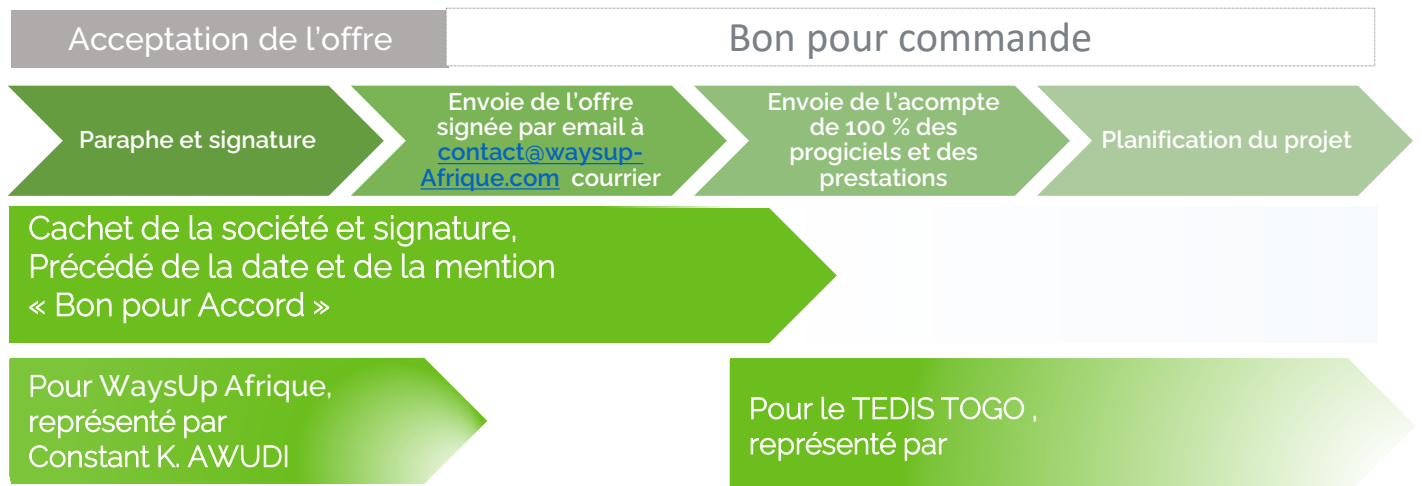 Acceptation de l'offre
Bon pour commande
Paraphe et signature
Envoie de l'offre
signée par email à
contact@waysup-
Afrique.com courrier
Envoie de l'acompte
de 100 % des
progiciels et des
prestations
Planification du projet
Cachet de la société et signature,
Précédé de la date et de la mention
« Bon pour Accord »
Pour WaysUp Afrique,
représenté par
Constant K. AWUDI
Pour le TEDIS TOGO ,
représenté par